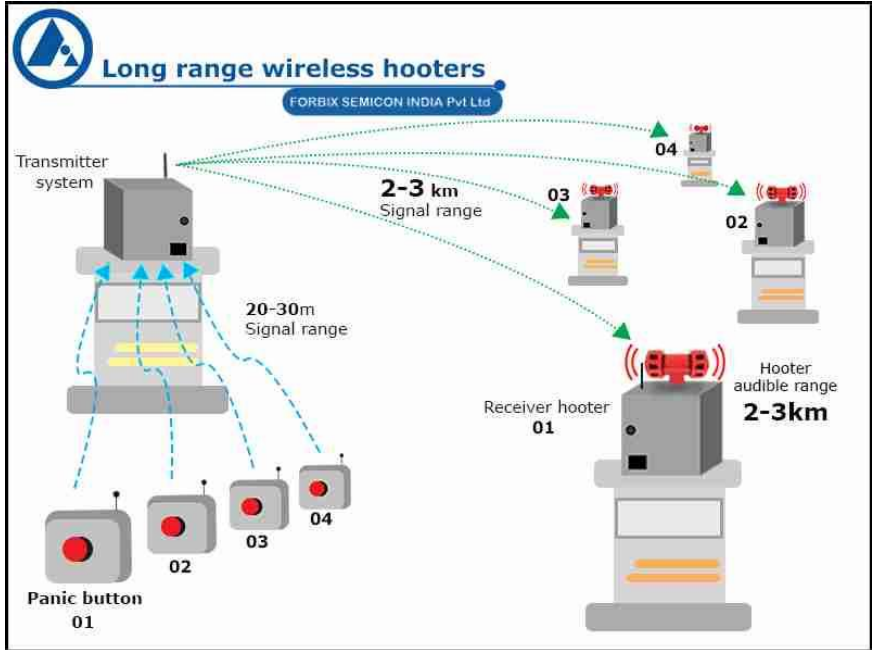 Long range wireless hooters
FORBIX SEMICON INDIA Pvt Ltd
Transmitter
system
2-3 km
Signal range
04
03
02
20-30m
Signal range
Hooter
audible range
2-3km
Receiver hooter
01
04
03
02
Panic button
01